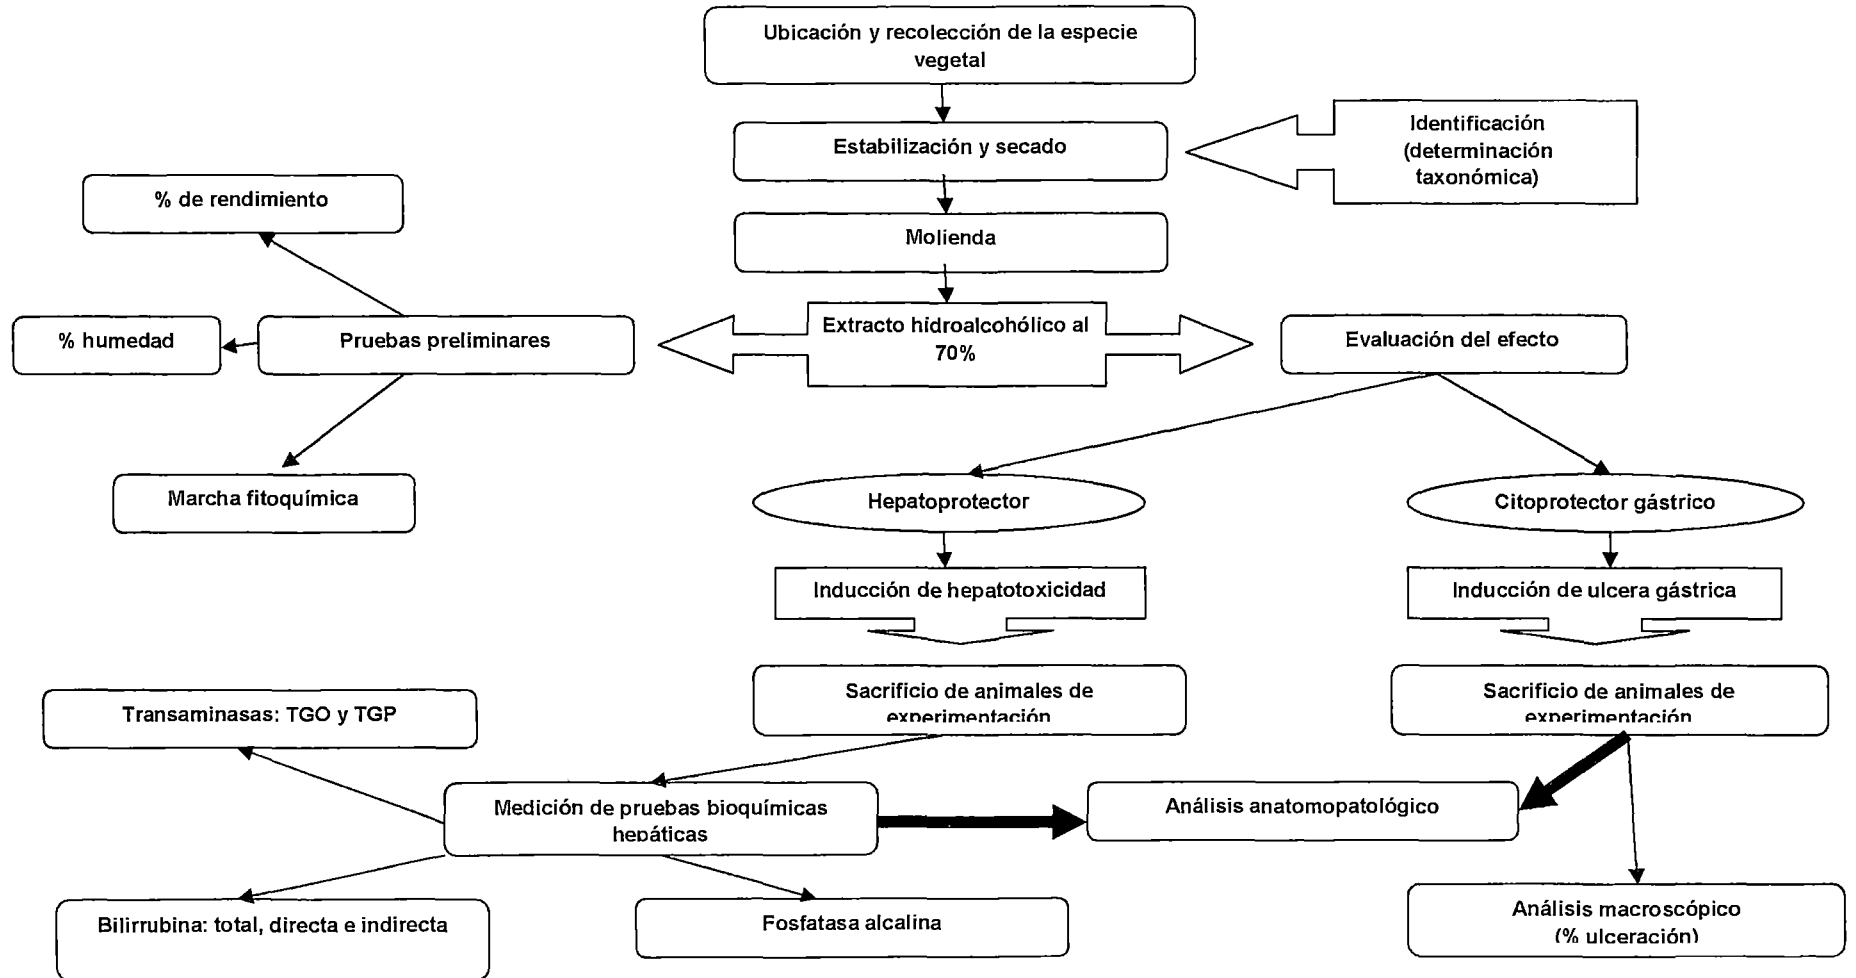 Ubicación y recolección de la especie
vegetal
Identificación
(determinación
taxonómica)
Estabilización y secado
% de rendimiento
Molienda
% humedad
Pruebas preliminares
Extracto hidroalcohólico al
70%
Evaluación del efecto
Marcha fitoquímica
Hepatoprotector
Citoprotector gástrico
Inducción de hepatotoxicidad
Inducción de ulcera gástrica
Sacrificio de animales de
experimentación
Sacrificio de animales de
experimentación
Transaminasas: TGO y TGP
Medición de pruebas bioquímicas
hepáticas
Análisis anatomopatológico
Bilirrubina: total, directa e indirecta
Fosfatasa alcalina
Análisis macroscópico
(% ulceración)